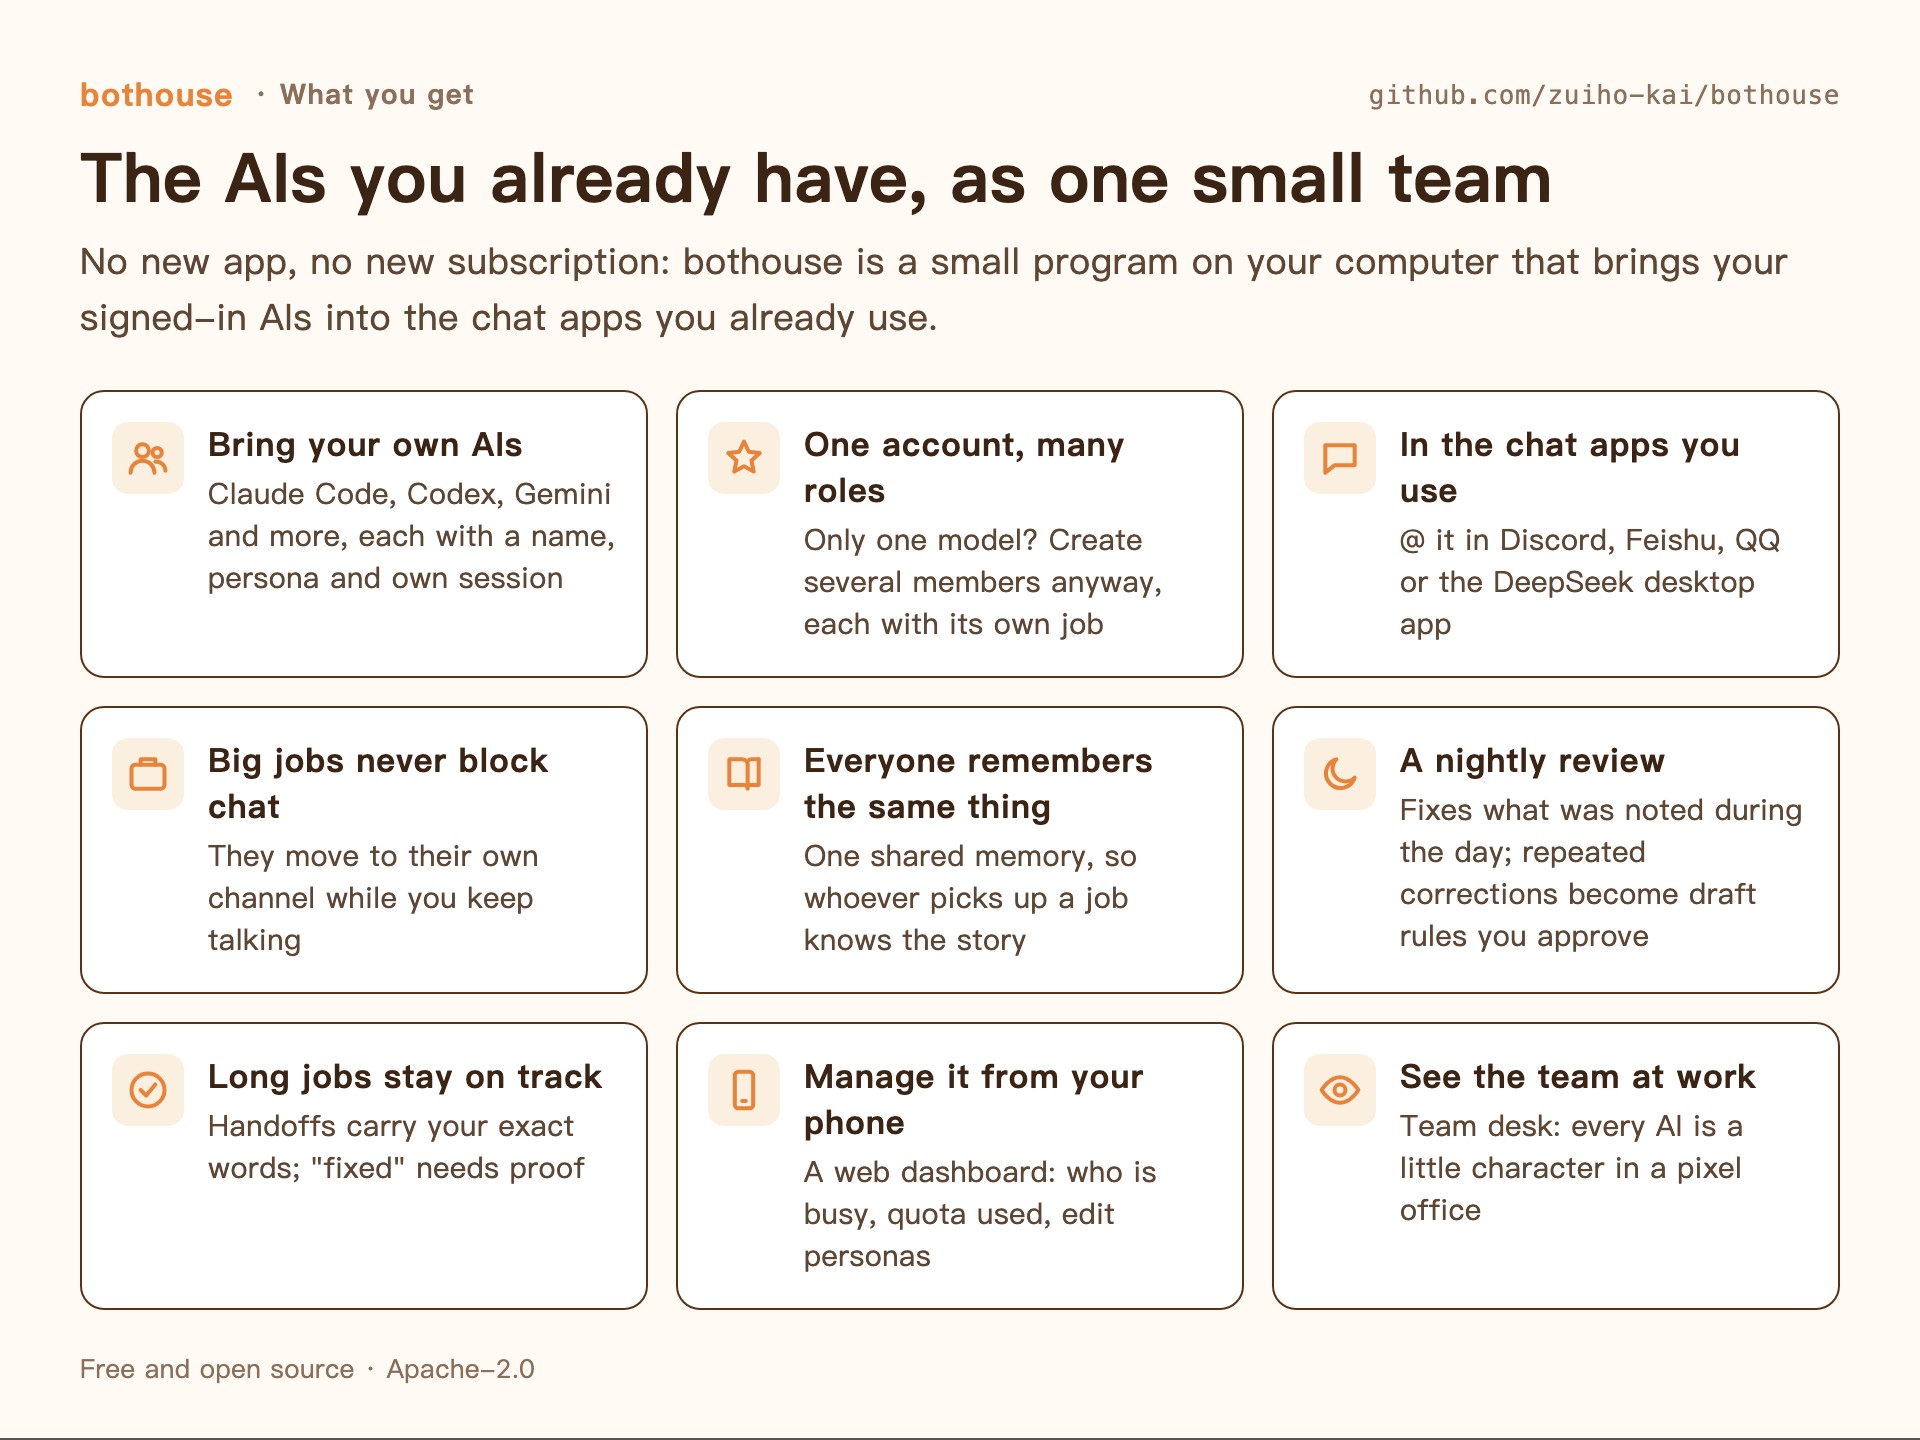 bothouse · What you get
github.com/zuiho-kai/bothouse
The AIs you already have, as one small team
No new app, no new subscription: bothouse is a small program on your computer that brings your
signed-in AIs into the chat apps you already use.
Bring your own AIs
Claude Code, Codex, Gemini
and more, each with a name,
persona and own session
One account, many
roles
Only one model? Create
several members anyway,
each with its own job
In the chat apps you
use
@ it in Discord, Feishu, QQ
or the DeepSeek desktop
app
Big jobs never block
chat
They move to their own
channel while you keep
talking
Everyone remembers
the same thing
One shared memory, so
whoever picks up a job
knows the story
A nightly review
Fixes what was noted during
the day; repeated
corrections become draft
rules you approve
Long jobs stay on track
Handoffs carry your exact
words; "fixed" needs proof
Manage it from your
phone
A web dashboard: who is
busy, quota used, edit
personas
See the team at work
Team desk: every AI is a
little character in a pixel
office
Free and open source · Apache-2.0